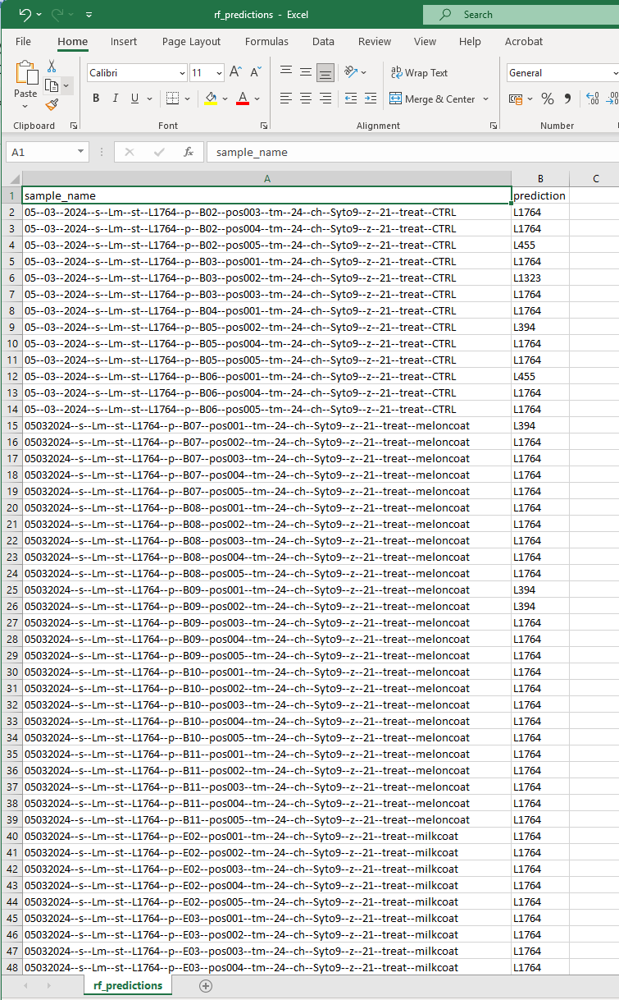 rf_predictions - Excel
Search
File Home Insert Page Layout Formulas Data Review View Help Acrobat
Paste
Calibri 11 A A
Wrap Text
General
B I U A
Merge & Center
% 9
Clipboard Font Alignment Number
A1 fx sample_name
A B C
1 sample_name prediction
2 05--03--2024--s--Lm--st--L1764--p--B02--pos003--tm--24--ch--Syto9--z--21--treat--CTRL L1764
3 05--03--2024--s--Lm--st--L1764--p--B02--pos004--tm--24--ch--Syto9--z--21--treat--CTRL L1764
4 05--03--2024--s--Lm--st--L1764--p--B02--pos005--tm--24--ch--Syto9--z--21--treat--CTRL L455
5 05--03--2024--s--Lm--st--L1764--p--B03--pos001--tm--24--ch--Syto9--z--21--treat--CTRL L1764
6 05--03--2024--s--Lm--st--L1764--p--B03--pos002--tm--24--ch--Syto9--z--21--treat--CTRL L1323
7 05--03--2024--s--Lm--st--L1764--p--B03--pos003--tm--24--ch--Syto9--z--21--treat--CTRL L1764
8 05--03--2024--s--Lm--st--L1764--p--B04--pos001--tm--24--ch--Syto9--z--21--treat--CTRL L1764
9 05--03--2024--s--Lm--st--L1764--p--B05--pos002--tm--24--ch--Syto9--z--21--treat--CTRL L394
10 05--03--2024--s--Lm--st--L1764--p--B05--pos004--tm--24--ch--Syto9--z--21--treat--CTRL L1764
11 05--03--2024--s--Lm--st--L1764--p--B05--pos005--tm--24--ch--Syto9--z--21--treat--CTRL L1764
12 05--03--2024--s--Lm--st--L1764--p--B06--pos001--tm--24--ch--Syto9--z--21--treat--CTRL L455
13 05--03--2024--s--Lm--st--L1764--p--B06--pos004--tm--24--ch--Syto9--z--21--treat--CTRL L1764
14 05--03--2024--s--Lm--st--L1764--p--B06--pos005--tm--24--ch--Syto9--z--21--treat--CTRL L1764
15 05032024--s--Lm--st--L1764--p--B07--pos001--tm--24--ch--Syto9--z--21--treat--meloncoat L394
16 05032024--s--Lm--st--L1764--p--B07--pos002--tm--24--ch--Syto9--z--21--treat--meloncoat L1764
17 05032024--s--Lm--st--L1764--p--B07--pos003--tm--24--ch--Syto9--z--21--treat--meloncoat L1764
18 05032024--s--Lm--st--L1764--p--B07--pos004--tm--24--ch--Syto9--z--21--treat--meloncoat L1764
19 05032024--s--Lm--st--L1764--p--B07--pos005--tm--24--ch--Syto9--z--21--treat--meloncoat L1764
20 05032024--s--Lm--st--L1764--p--B08--pos001--tm--24--ch--Syto9--z--21--treat--meloncoat L1764
21 05032024--s--Lm--st--L1764--p--B08--pos002--tm--24--ch--Syto9--z--21--treat--meloncoat L1764
22 05032024--s--Lm--st--L1764--p--B08--pos003--tm--24--ch--Syto9--z--21--treat--meloncoat L1764
23 05032024--s--Lm--st--L1764--p--B08--pos004--tm--24--ch--Syto9--z--21--treat--meloncoat L1764
24 05032024--s--Lm--st--L1764--p--B08--pos005--tm--24--ch--Syto9--z--21--treat--meloncoat L1764
25 05032024--s--Lm--st--L1764--p--B09--pos001--tm--24--ch--Syto9--z--21--treat--meloncoat L394
26 05032024--s--Lm--st--L1764--p--B09--pos002--tm--24--ch--Syto9--z--21--treat--meloncoat L394
27 05032024--s--Lm--st--L1764--p--B09--pos003--tm--24--ch--Syto9--z--21--treat--meloncoat L1764
28 05032024--s--Lm--st--L1764--p--B09--pos004--tm--24--ch--Syto9--z--21--treat--meloncoat L1764
29 05032024--s--Lm--st--L1764--p--B09--pos005--tm--24--ch--Syto9--z--21--treat--meloncoat L1764
30 05032024--s--Lm--st--L1764--p--B10--pos001--tm--24--ch--Syto9--z--21--treat--meloncoat L1764
31 05032024--s--Lm--st--L1764--p--B10--pos002--tm--24--ch--Syto9--z--21--treat--meloncoat L1764
32 05032024--s--Lm--st--L1764--p--B10--pos003--tm--24--ch--Syto9--z--21--treat--meloncoat L1764
33 05032024--s--Lm--st--L1764--p--B10--pos004--tm--24--ch--Syto9--z--21--treat--meloncoat L1764
34 05032024--s--Lm--st--L1764--p--B10--pos005--tm--24--ch--Syto9--z--21--treat--meloncoat L1764
35 05032024--s--Lm--st--L1764--p--B11--pos001--tm--24--ch--Syto9--z--21--treat--meloncoat L1764
36 05032024--s--Lm--st--L1764--p--B11--pos002--tm--24--ch--Syto9--z--21--treat--meloncoat L1764
37 05032024--s--Lm--st--L1764--p--B11--pos003--tm--24--ch--Syto9--z--21--treat--meloncoat L1764
38 05032024--s--Lm--st--L1764--p--B11--pos004--tm--24--ch--Syto9--z--21--treat--meloncoat L1764
39 05032024--s--Lm--st--L1764--p--B11--pos005--tm--24--ch--Syto9--z--21--treat--meloncoat L1764
40 05032024--s--Lm--st--L1764--p--E02--pos001--tm--24--ch--Syto9--z--21--treat--milkcoat L1764
41 05032024--s--Lm--st--L1764--p--E02--pos002--tm--24--ch--Syto9--z--21--treat--milkcoat L1764
42 05032024--s--Lm--st--L1764--p--E02--pos003--tm--24--ch--Syto9--z--21--treat--milkcoat L1764
43 05032024--s--Lm--st--L1764--p--E02--pos004--tm--24--ch--Syto9--z--21--treat--milkcoat L1764
44 05032024--s--Lm--st--L1764--p--E02--pos005--tm--24--ch--Syto9--z--21--treat--milkcoat L1764
45 05032024--s--Lm--st--L1764--p--E03--pos001--tm--24--ch--Syto9--z--21--treat--milkcoat L1764
46 05032024--s--Lm--st--L1764--p--E03--pos002--tm--24--ch--Syto9--z--21--treat--milkcoat L1764
47 05032024--s--Lm--st--L1764--p--E03--pos003--tm--24--ch--Syto9--z--21--treat--milkcoat L1764
48 05032024--s--Lm--st--L1764--p--E03--pos004--tm--24--ch--Syto9--z--21--treat--milkcoat L1764
rf_predictions